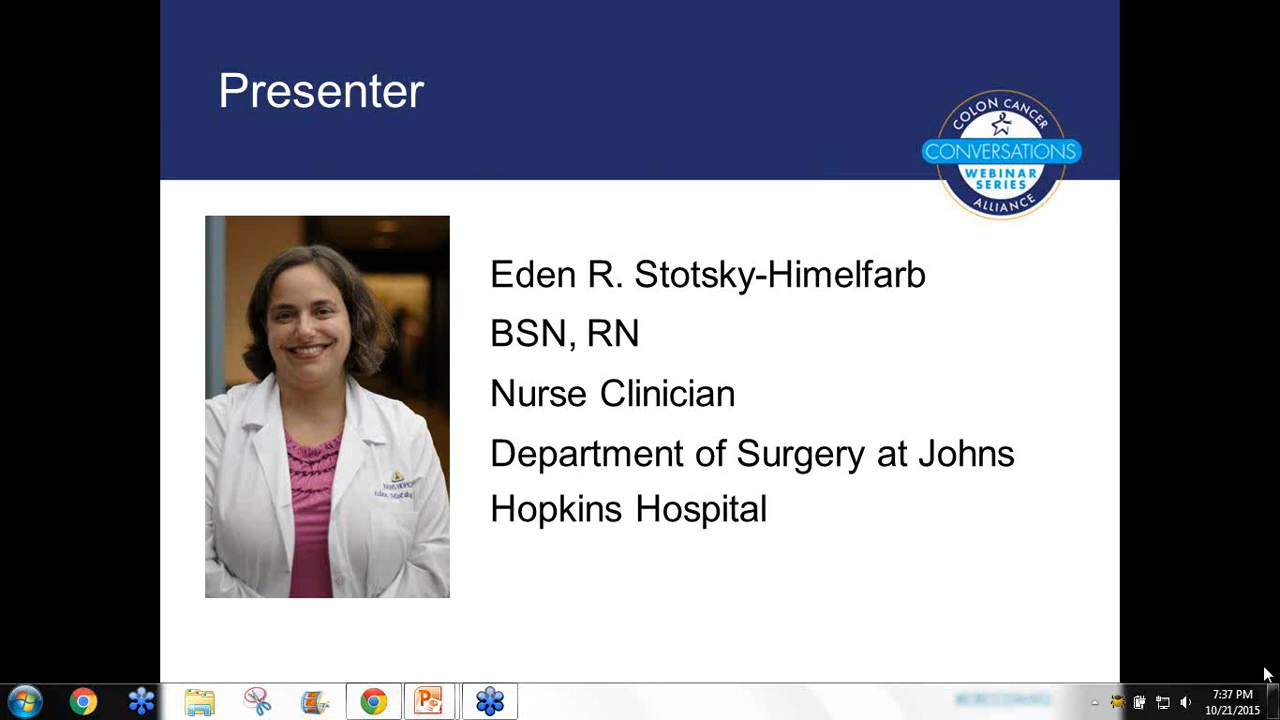 Presenter
COLON CANCER
CONVERSATIONS
WEBINAR
SERIES
ALLIANCE
Eden R. Stotsky-Himelfarb
BSN, RN
Nurse Clinician
Department of Surgery at Johns
Hopkins Hospital
7:37 PM
10/21/2015